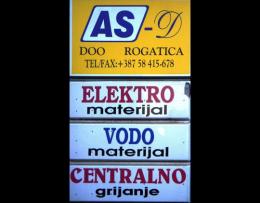 AS-D
DOO ROGATICA
TEL/FAX:+387 58 415-678
ELEKTRO
materijal
VODO
materijal
CENTRALNO
grijanje